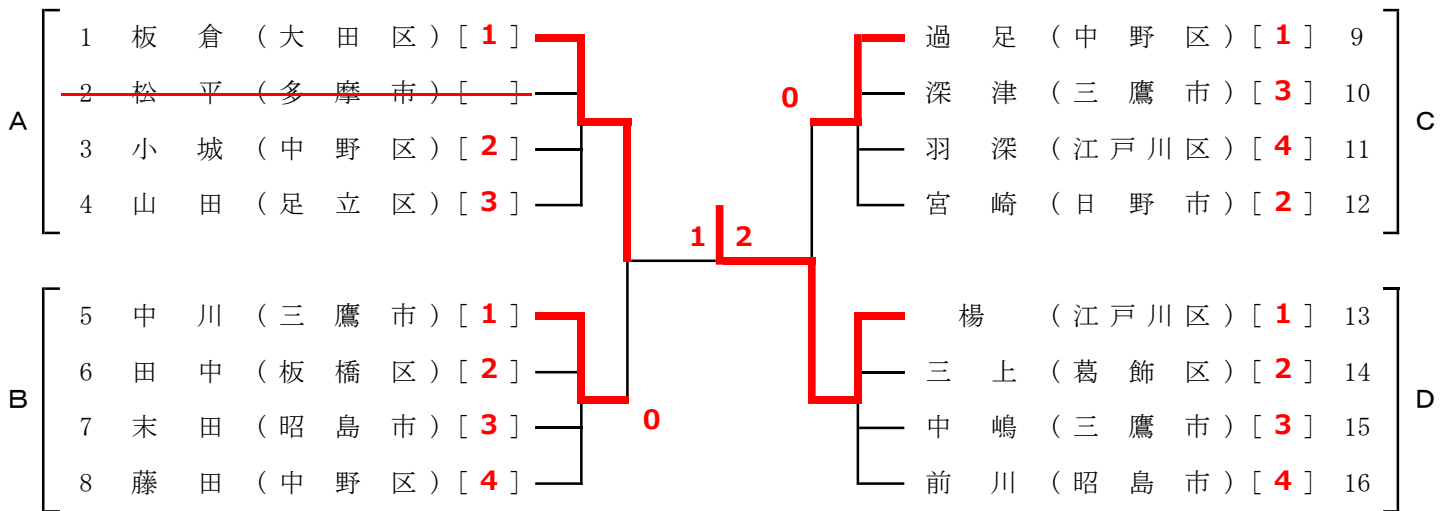 1 板倉(大田区)[1]
2 松平(多摩市)[ ]
A
3 小城(中野区)[2]
4 山田(足立区)[3]
5 中川(三鷹市)[1]
6 田中(板橋区)[2]
B
7 末田(昭島市)[3]
8 藤田(中野区)[4]
0
1 2
0
過足(中野区)[1] 9
深津(三鷹市)[3] 10
C
羽深(江戸川区)[4] 11
宮崎(日野市)[2] 12
楊(江戸川区)[1] 13
三上(葛飾区)[2] 14
D
中嶋(三鷹市)[3] 15
前川(昭島市)[4] 16